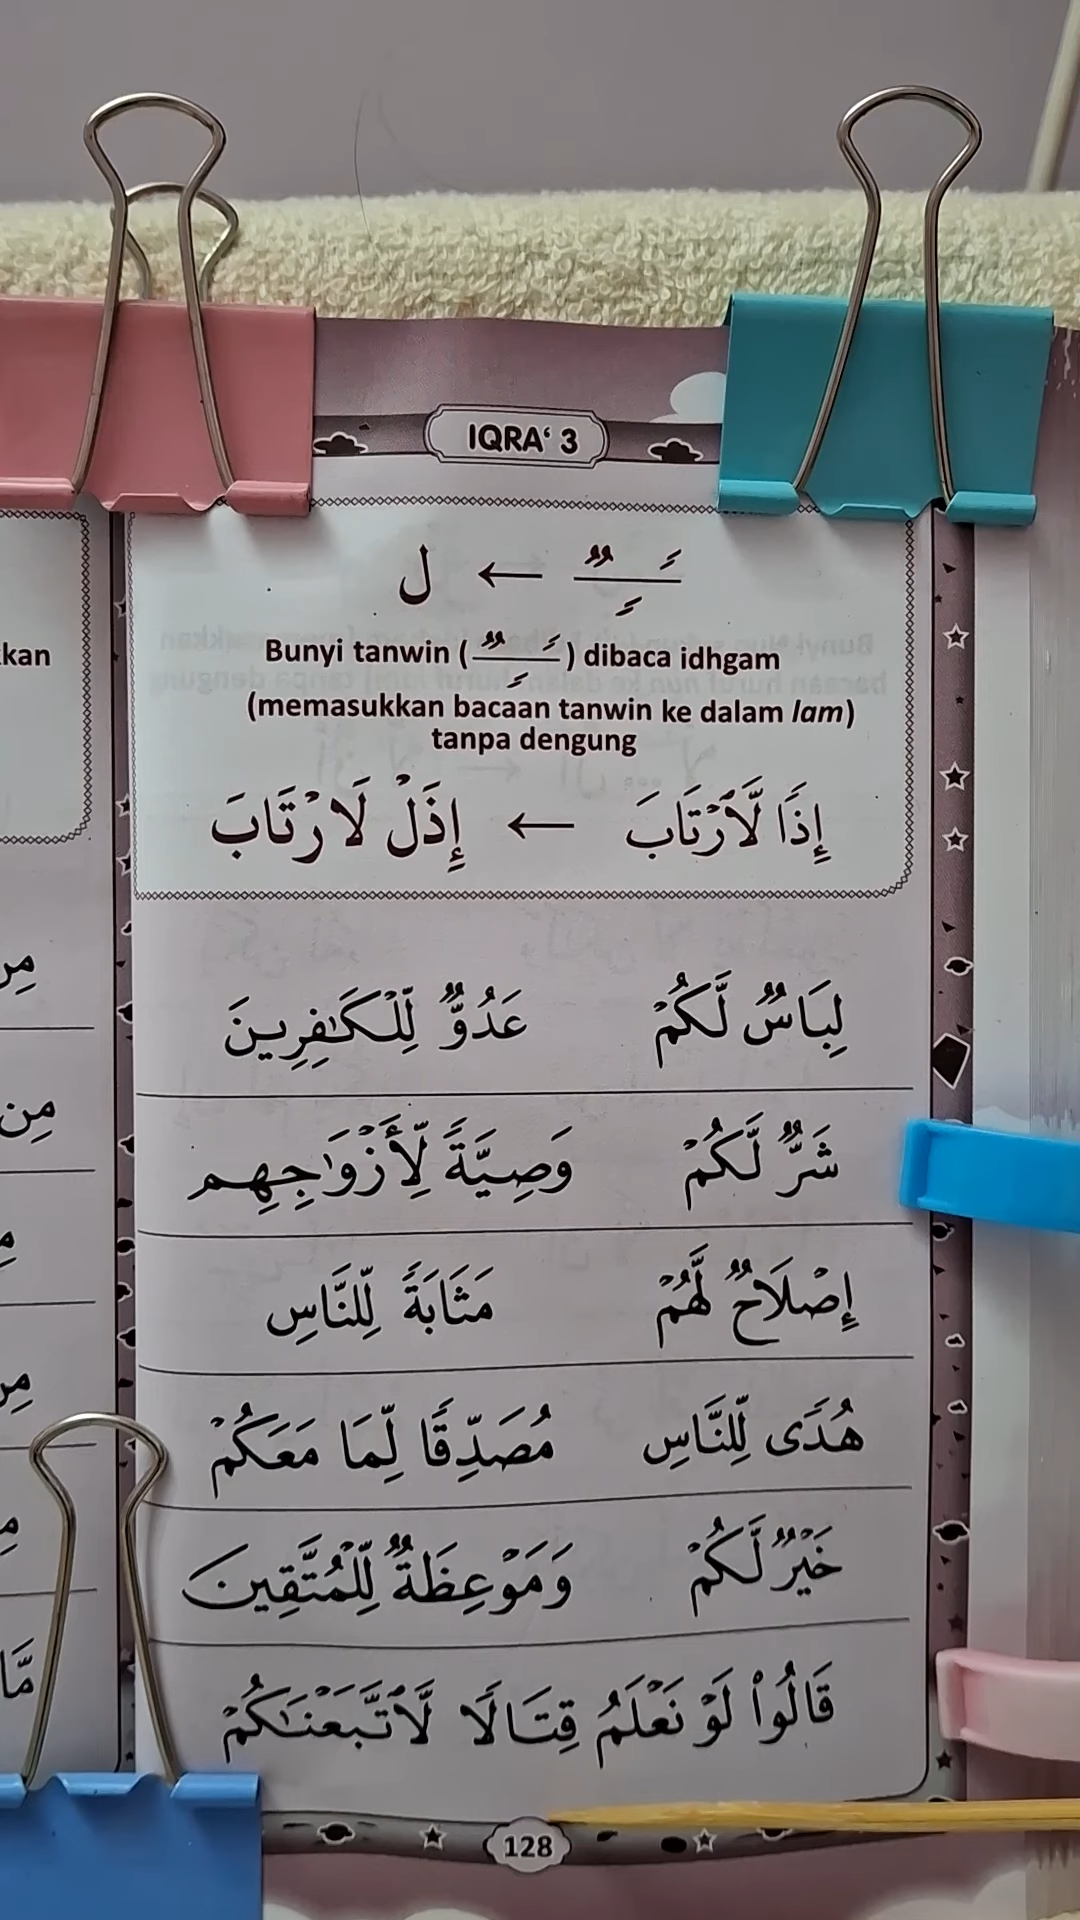 IQRA‘ 3
ـًـٌـٍ ← ل
kan
Bunyi tanwin (ـًـٌـٍ) dibaca idhgam
(memasukkan bacaan tanwin ke dalam lam)
tanpa dengung
إِذًا لَّٱرْتَابَ ← إِذَلْ لَارْتَابَ
لِبَاسٌ لَّكُمْ عَدُوٌّ لِّلْكَٰفِرِينَ
شَرٌّ لَّكُمْ وَصِيَّةً لِّأَزْوَٰجِهِم
إِصْلَاحٌ لَّهُمْ مَثَابَةً لِّلنَّاسِ
هُدًى لِّلنَّاسِ مُصَدِّقًا لِّمَا مَعَكُمْ
خَيْرٌ لَّكُمْ وَمَوْعِظَةٌ لِّلْمُتَّقِينَ
قَالُوا۟ لَوْ نَعْلَمُ قِتَالًا لَّٱتَّبَعْنَٰكُمْ
128